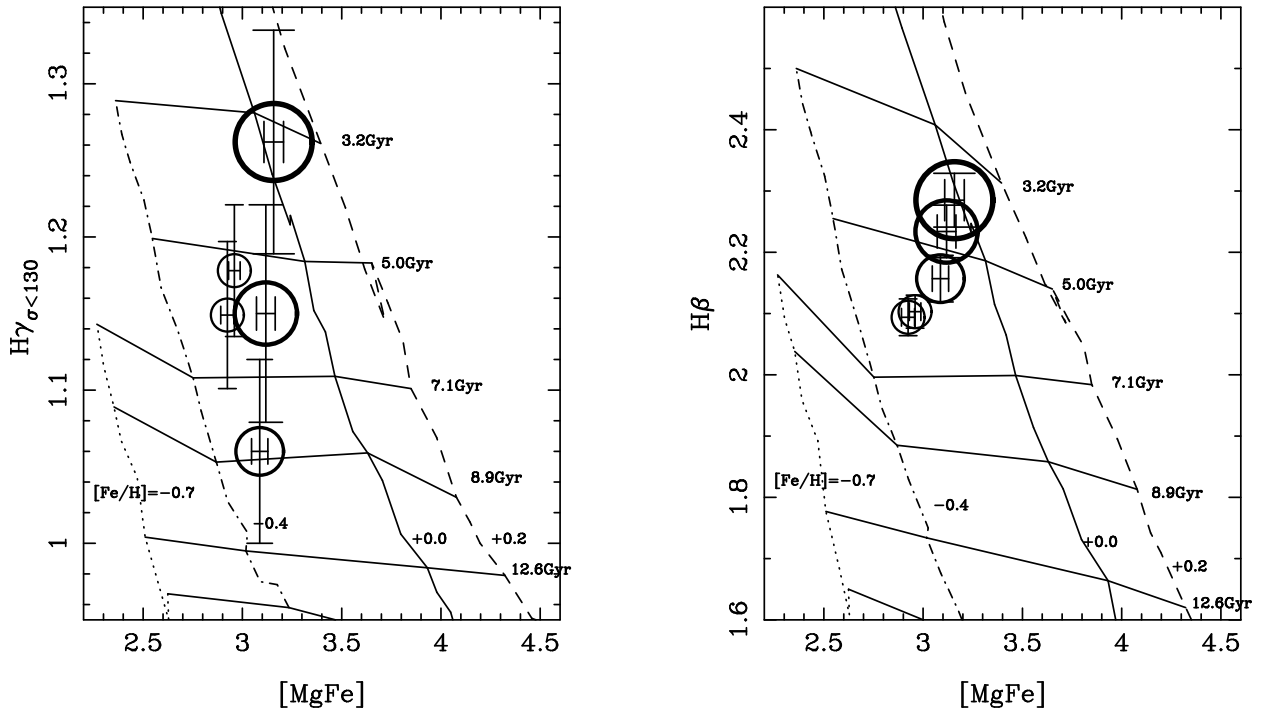 Hγσ<130
1.3
1.2
1.1
1
3.2Gyr
5.0Gyr
7.1Gyr
8.9Gyr
12.6Gyr
[Fe/H]=−0.7
−0.4
+0.0
+0.2
2.5
3
3.5
4
4.5
[MgFe]
Hβ
2.4
2.2
2
1.8
1.6
3.2Gyr
5.0Gyr
7.1Gyr
8.9Gyr
12.6Gyr
[Fe/H]=−0.7
−0.4
+0.0
+0.2
2.5
3
3.5
4
4.5
[MgFe]